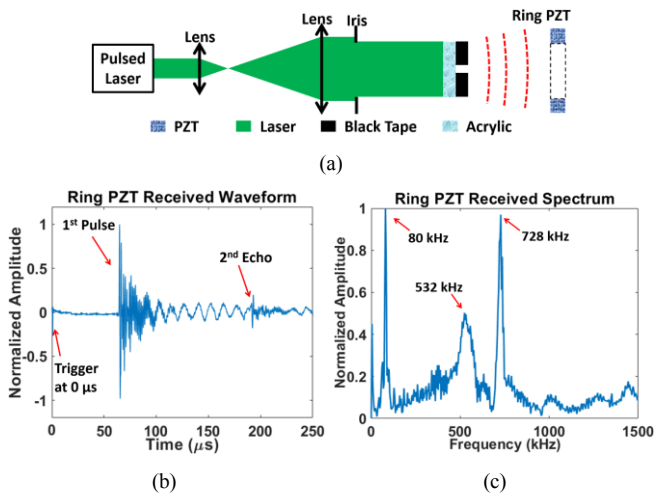 Lens
Lens
Iris
Ring PZT
Pulsed
Laser
PZT
Laser
Black Tape
Acrylic
(a)
Ring PZT Received Waveform
Normalized Amplitude
1
0.5
0
-0.5
-1
1st Pulse
2nd Echo
Trigger
at 0 μs
0
50
100
150
200
250
Time (μs)
(b)
Ring PZT Received Spectrum
Normalized Amplitude
1
0.8
0.6
0.4
0.2
0
80 kHz
728 kHz
532 kHz
0
500
1000
1500
Frequency (kHz)
(c)